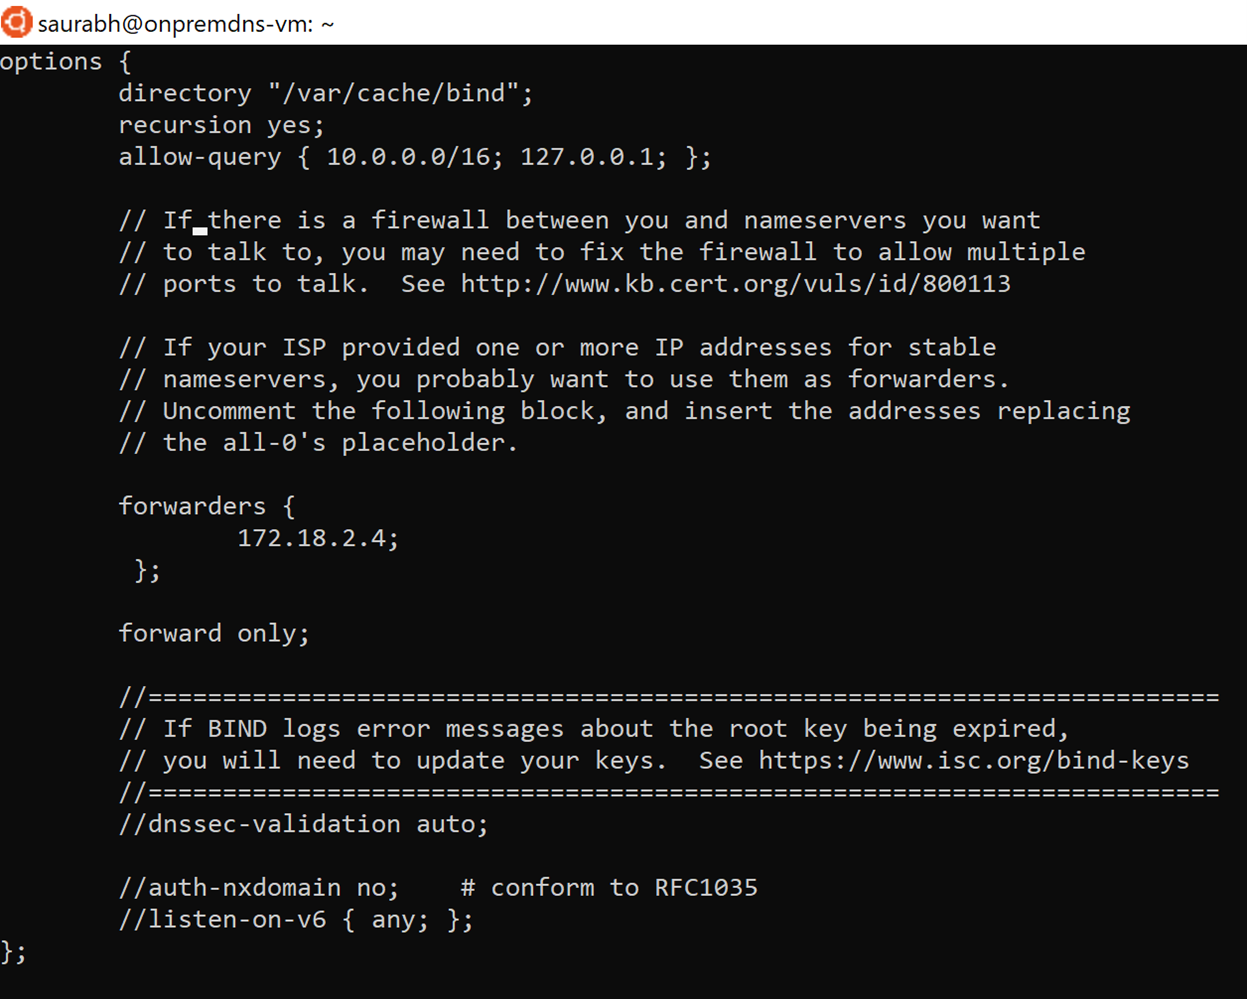 saurabh@onpremdns-vm: ~
options {
        directory "/var/cache/bind";
        recursion yes;
        allow-query { 10.0.0.0/16; 127.0.0.1; };

        // If there is a firewall between you and nameservers you want
        // to talk to, you may need to fix the firewall to allow multiple
        // ports to talk.  See http://www.kb.cert.org/vuls/id/800113

        // If your ISP provided one or more IP addresses for stable
        // nameservers, you probably want to use them as forwarders.
        // Uncomment the following block, and insert the addresses replacing
        // the all-0's placeholder.

        forwarders {
                172.18.2.4;
         };

        forward only;

        //========================================================================
        // If BIND logs error messages about the root key being expired,
        // you will need to update your keys.  See https://www.isc.org/bind-keys
        //========================================================================
        //dnssec-validation auto;

        //auth-nxdomain no;    # conform to RFC1035
        //listen-on-v6 { any; };
};